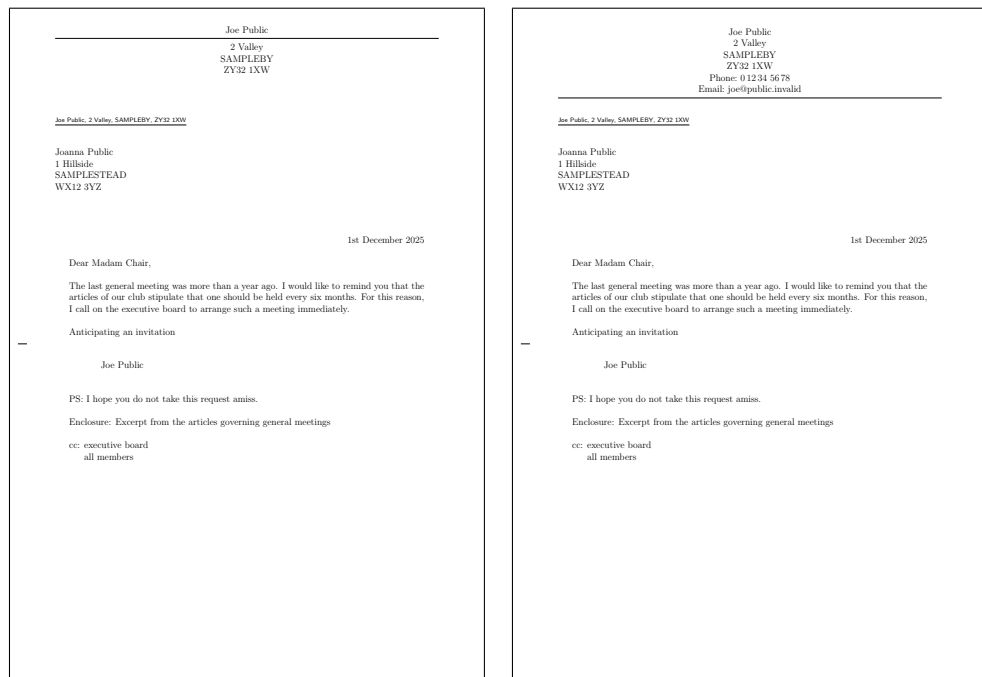 Joe Public
2 Valley
SAMPLEBY
ZY32 1XW
Joe Public, 2 Valley, SAMPLEBY, ZY32 1XW
Joanna Public
1 Hillside
SAMPLESTEAD
WX12 3YZ
1st December 2025
Dear Madam Chair,
The last general meeting was more than a year ago. I would like to remind you that the
articles of our club stipulate that one should be held every six months. For this reason,
I call on the executive board to arrange such a meeting immediately.
Anticipating an invitation
Joe Public
PS: I hope you do not take this request amiss.
Enclosure: Excerpt from the articles governing general meetings
cc: executive board
all members
Joe Public
2 Valley
SAMPLEBY
ZY32 1XW
Phone: 0 12 34 56 78
Email: joe@public.invalid
Joe Public, 2 Valley, SAMPLEBY, ZY32 1XW
Joanna Public
1 Hillside
SAMPLESTEAD
WX12 3YZ
1st December 2025
Dear Madam Chair,
The last general meeting was more than a year ago. I would like to remind you that the
articles of our club stipulate that one should be held every six months. For this reason,
I call on the executive board to arrange such a meeting immediately.
Anticipating an invitation
Joe Public
PS: I hope you do not take this request amiss.
Enclosure: Excerpt from the articles governing general meetings
cc: executive board
all members